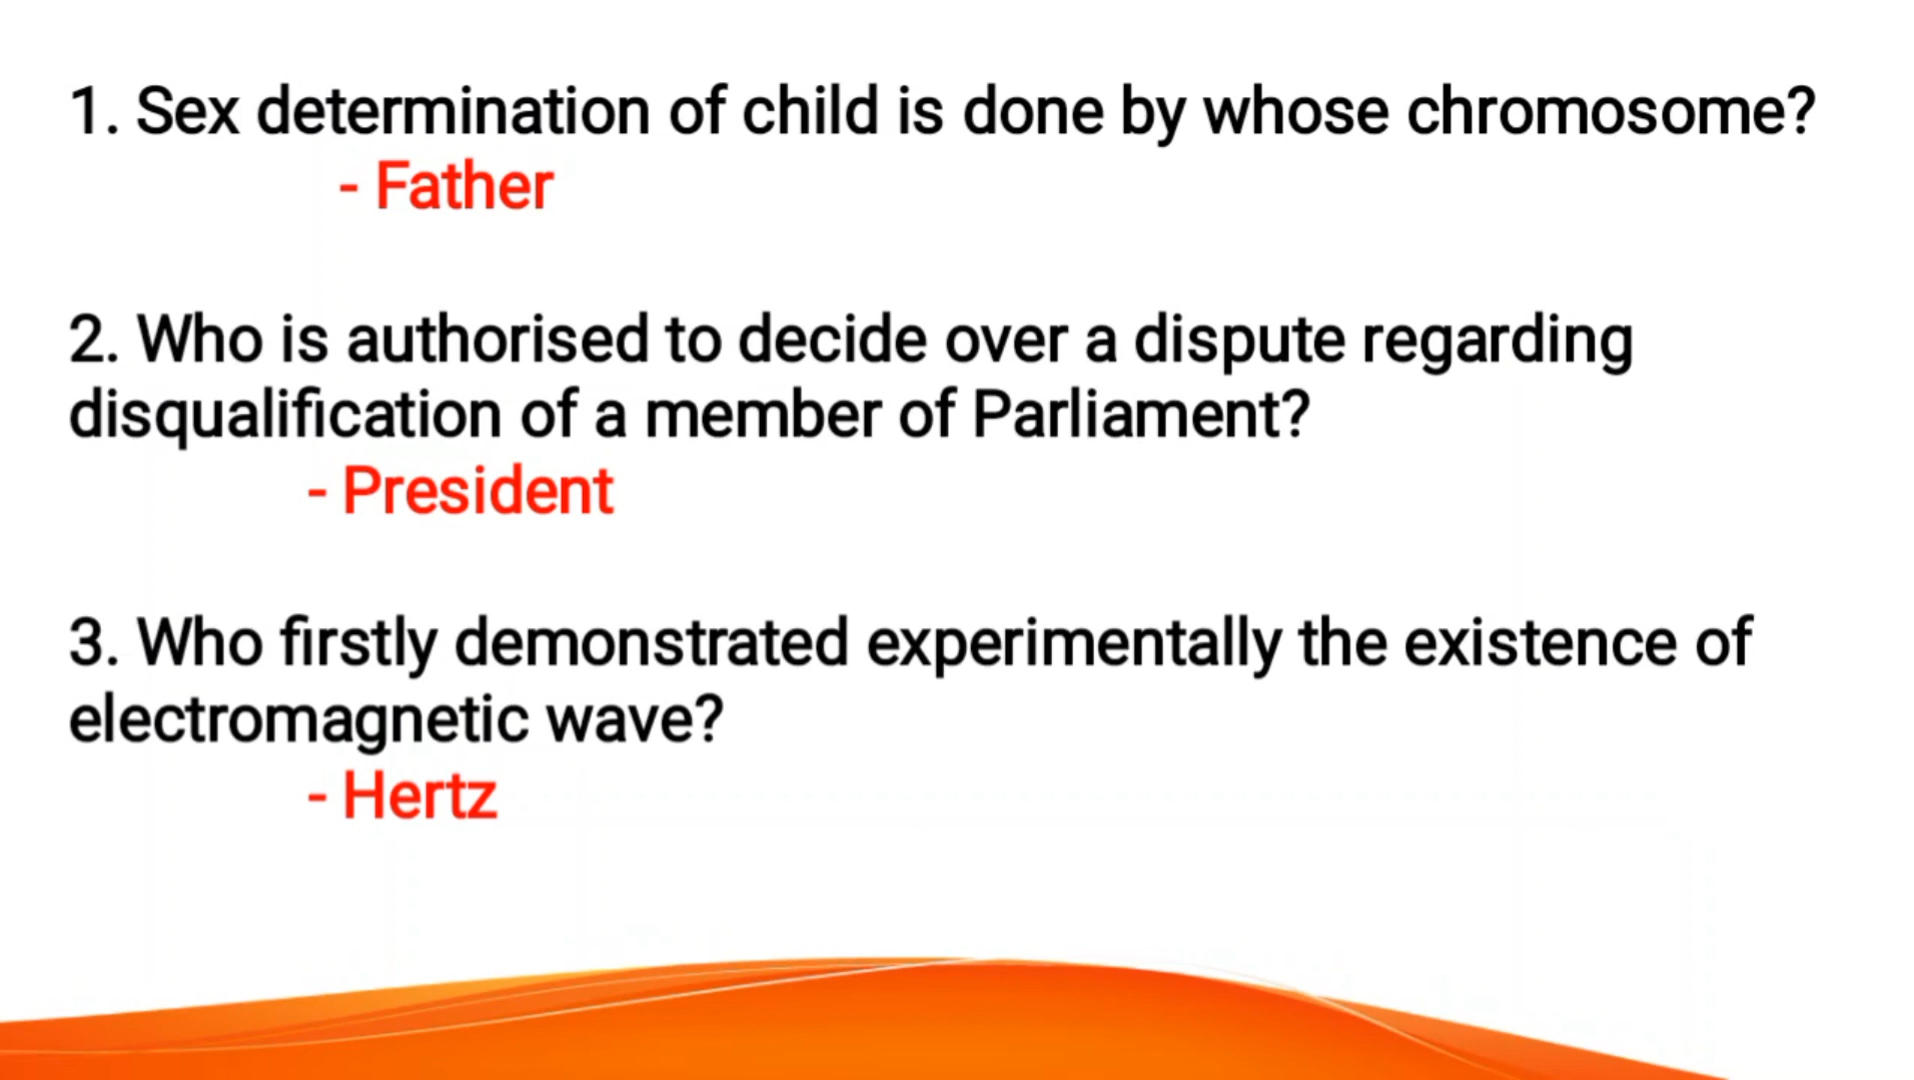 1. Sex determination of child is done by whose chromosome?
- Father
2. Who is authorised to decide over a dispute regarding
disqualification of a member of Parliament?
- President
3. Who firstly demonstrated experimentally the existence of
electromagnetic wave?
- Hertz